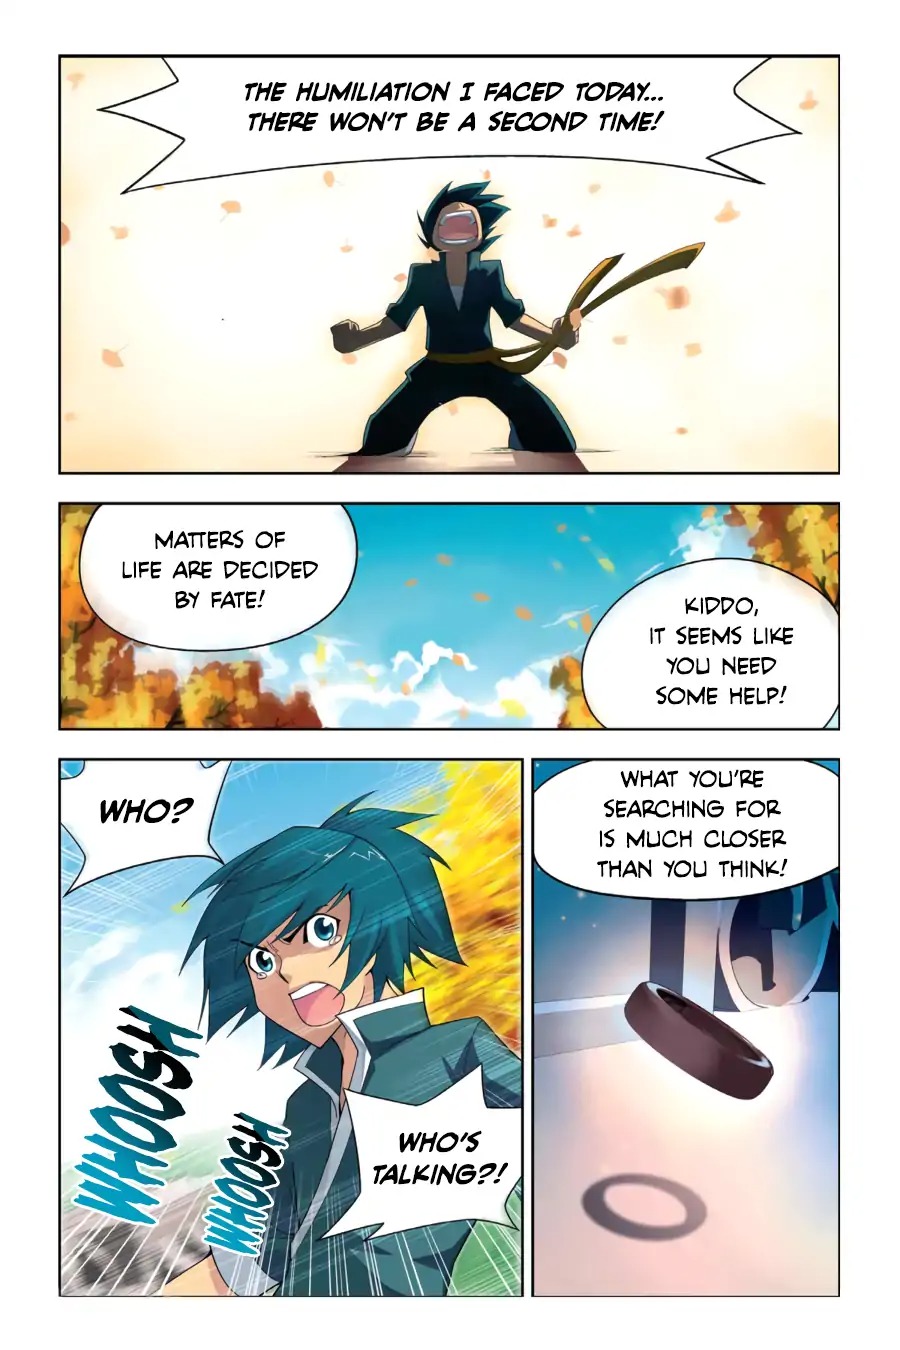 THE HUMILIATION I FACED TODAY...
THERE WON'T BE A SECOND TIME!
MATTERS OF
LIFE ARE DECIDED
BY FATE!
KIDDO,
IT SEEMS LIKE
YOU NEED
SOME HELP!
WHO?
WHOOSH
WHOOSH
WHO'S
TALKING?!
WHAT YOU'RE
SEARCHING FOR
IS MUCH CLOSER
THAN YOU THINK!